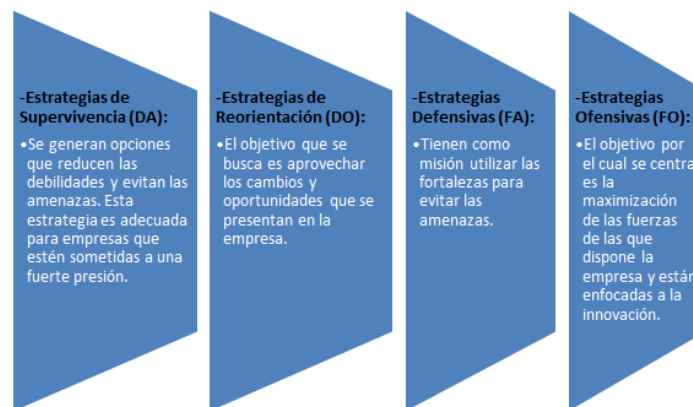 -Estrategias de
Supervivencia (DA):
•Se generan opciones
que reducen las
debilidades y evitan las
amenazas. Esta
estrategia es adecuada
para empresas que
estén sometidas a una
fuerte presión.
-Estrategias de
Reorientación (DO):
•El objetivo que se
busca es aprovechar
los cambios y
oportunidades que se
presentan en la
empresa.
-Estrategias
Defensivas (FA):
•Tienen como
misión utilizar las
fortalezas para
evitar las
amenazas.
-Estrategias
Ofensivas (FO):
•El objetivo por
el cual se centra
es la
maximización
de las fuerzas
de las que
dispone la
empresa y están
enfocadas a la
innovación.